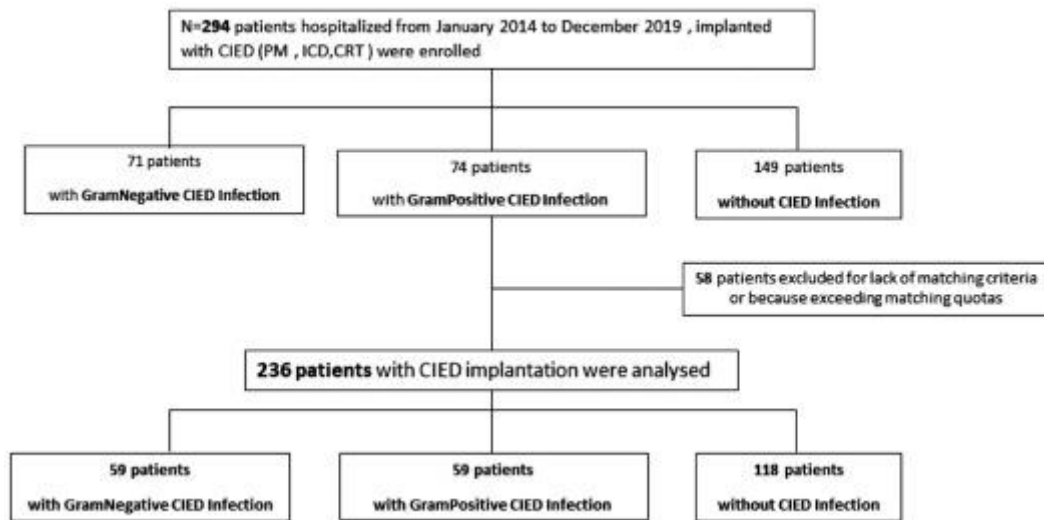 N=294 patients hospitalized from January 2014 to December 2019 , implanted
with CIED (PM , ICD,CRT ) were enrolled
71 patients
with GramNegative CIED Infection
74 patients
with GramPositive CIED Infection
149 patients
without CIED Infection
58 patients excluded for lack of matching criteria
or because exceeding matching quotas
236 patients with CIED implantation were analysed
59 patients
with GramNegative CIED Infection
59 patients
with GramPositive CIED Infection
118 patients
without CIED Infection